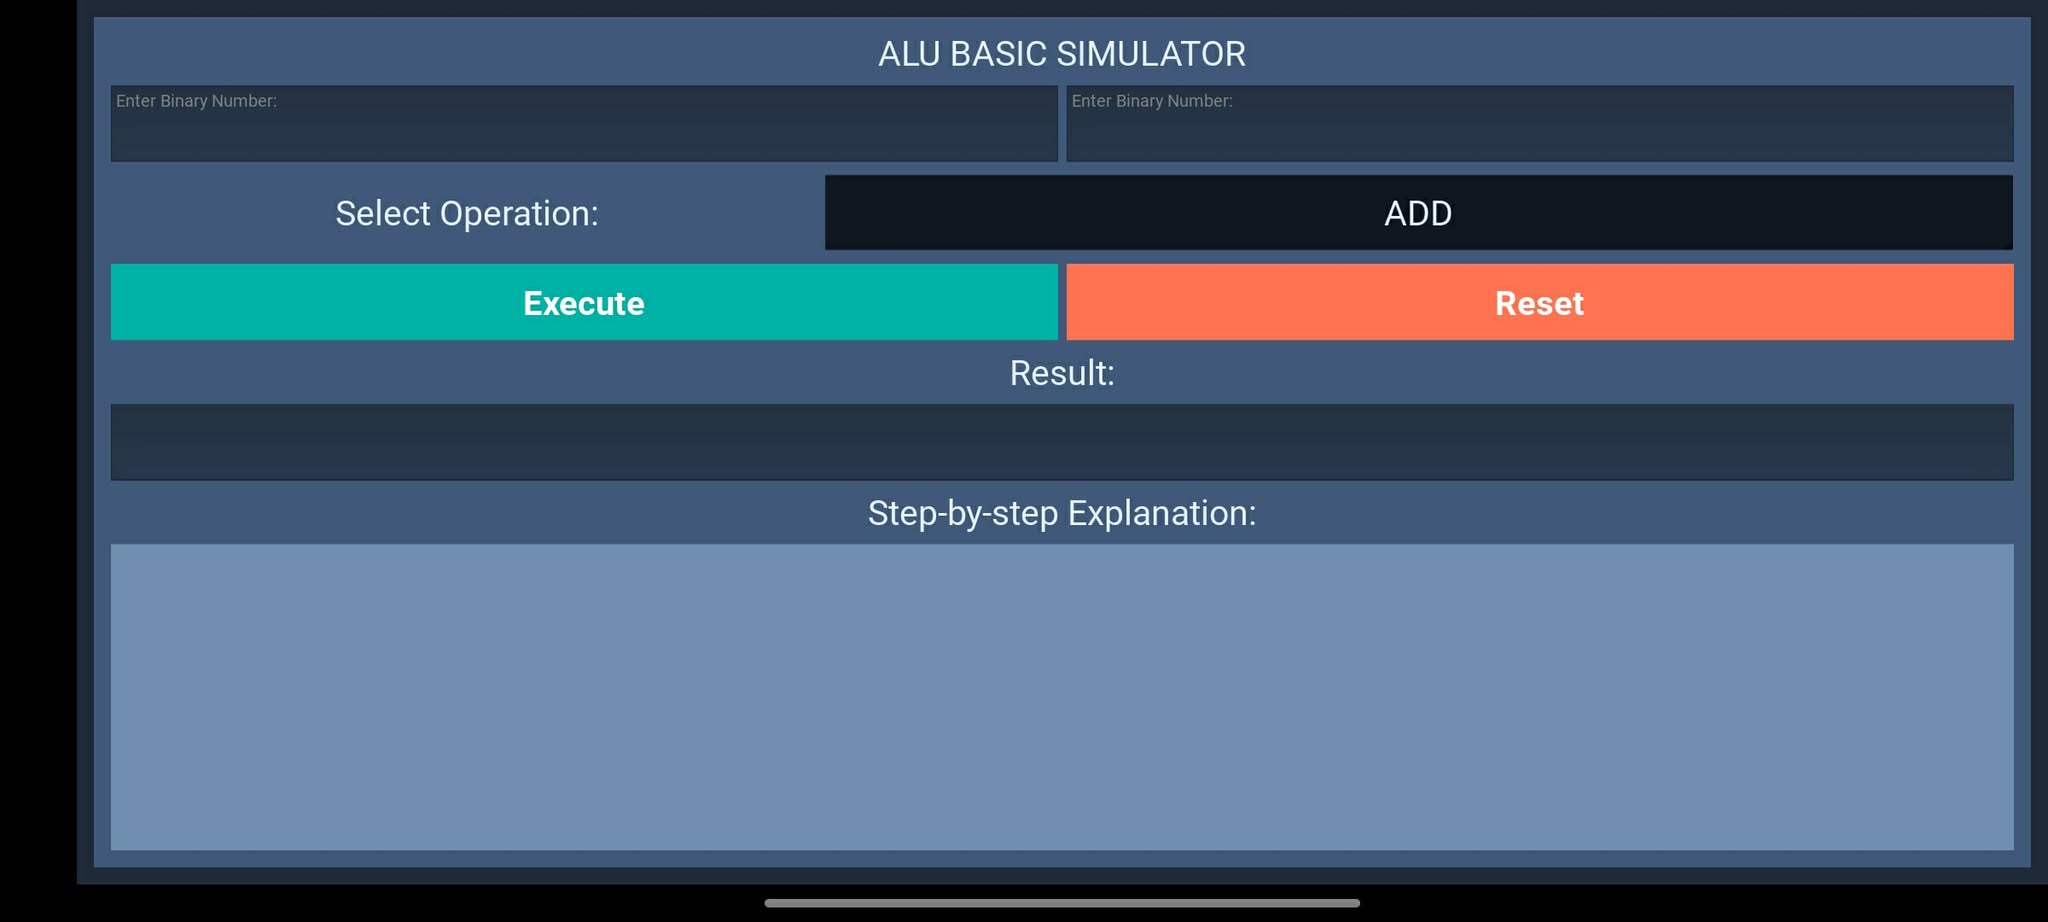 ALU BASIC SIMULATOR
Enter Binary Number:
Enter Binary Number:
Select Operation:
ADD
Execute
Reset
Result:
Step-by-step Explanation: